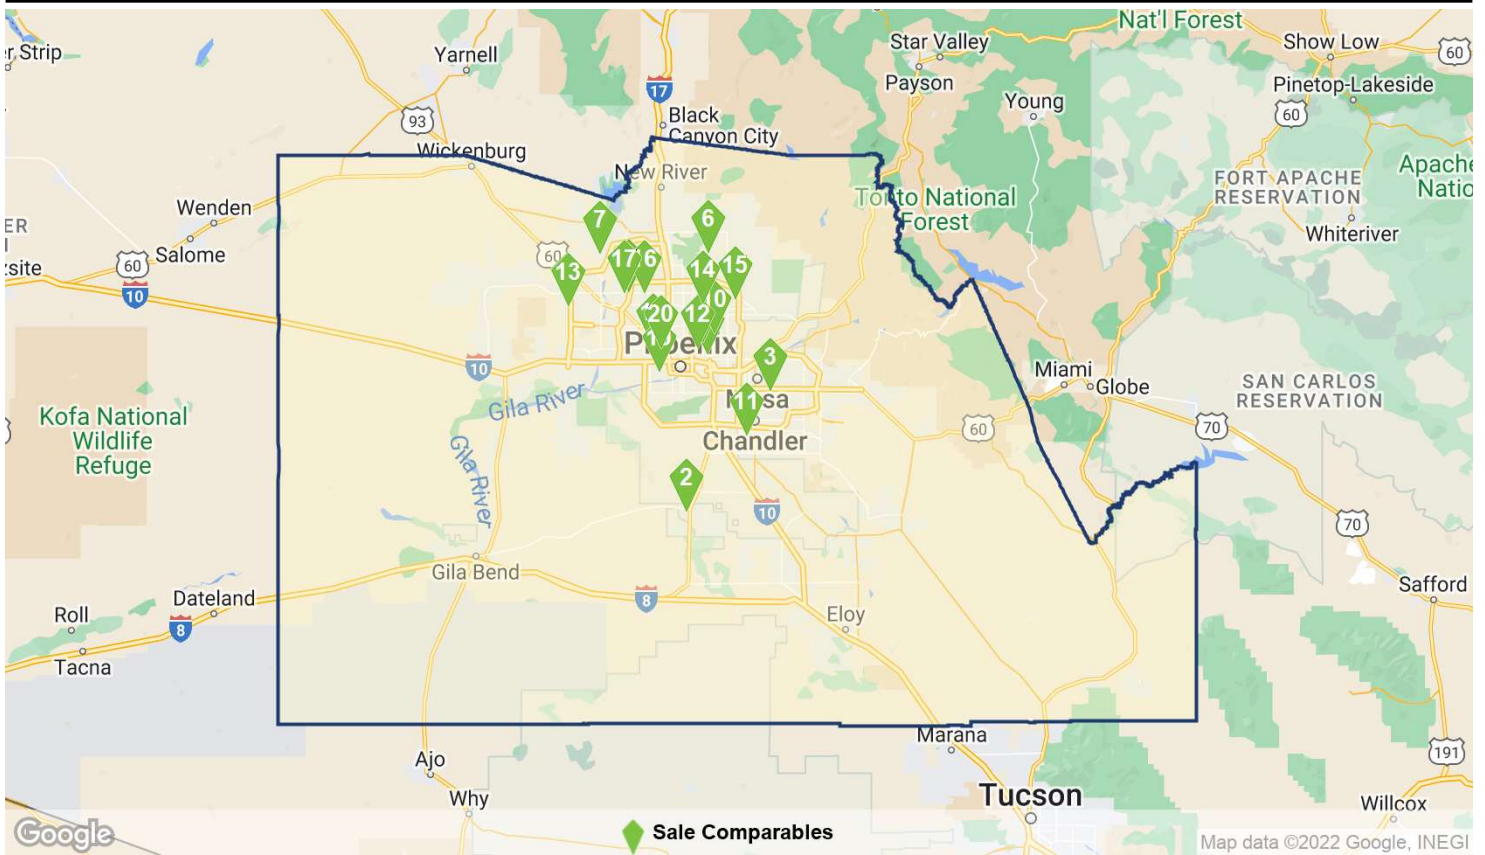 Nat'l Forest
Star Valley
Show Low
60
r Strip
Yarnell
Payson
Pinetop-Lakeside
17
Young
60
93
Black
Canyon City
Wickenburg
New River
Apache
Natio
FORT APACHE
RESERVATION
Tonto National
Forest
Wenden
ER
Whiteriver
7
6
Salome
60
60
zsite
13
17
6
14
15
10
20
12
10
Phoenix
3
10
Miami
Globe
SAN CARLOS
RESERVATION
Gila River
Mesa
11
Kofa National
Wildlife
Refuge
60
70
Chandler
Gila River
2
10
70
Gila Bend
Safford
Dateland
8
Eloy
Roll
8
Tacna
Marana
191
Ajo
Why
Tucson
Willcox
Google
Sale Comparables
Map data ©2022 Google, INEGI